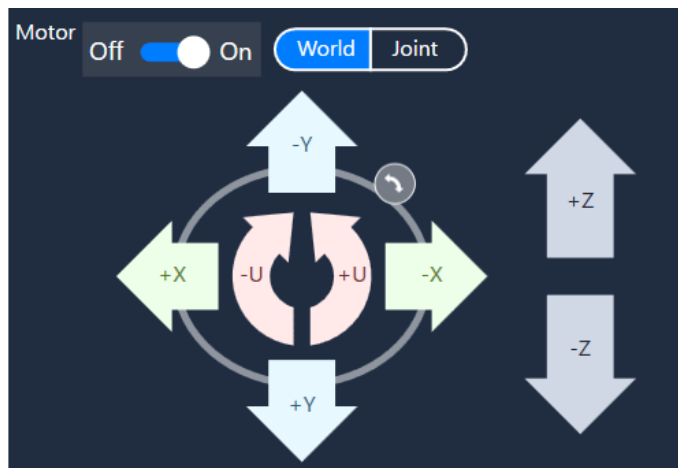 Motor
Off On World Joint
-Y
+Z
+X -U +U -X
-Z
+Y